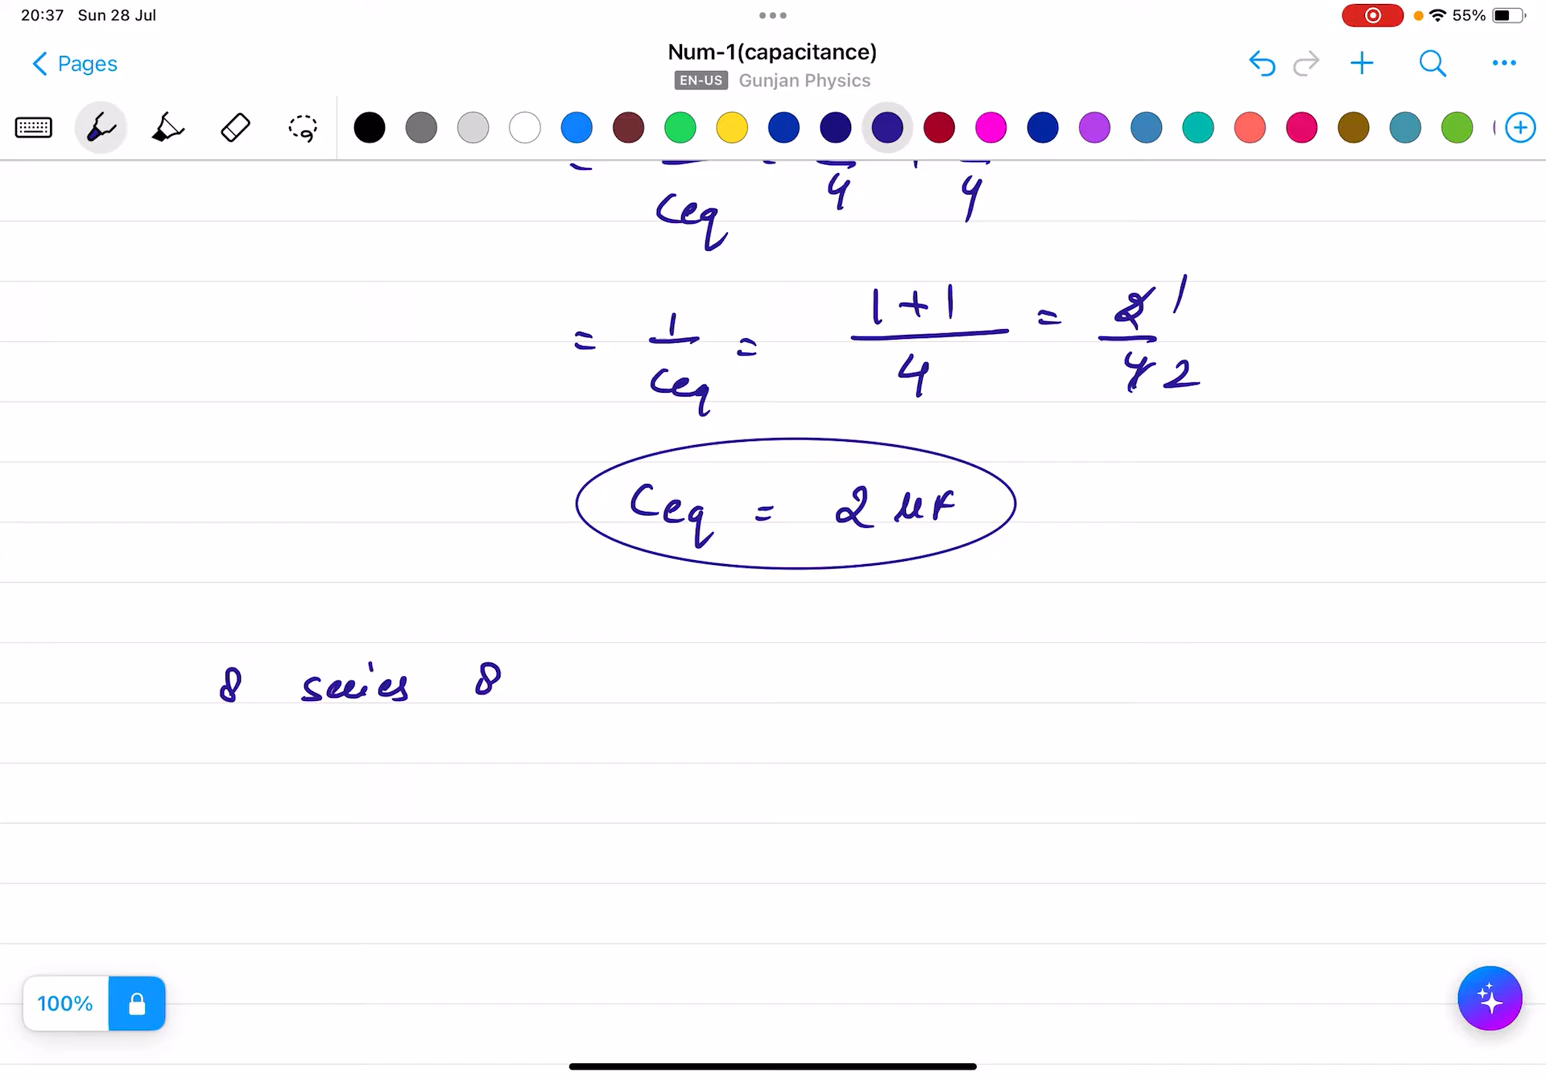 20:37 Sun 28 Jul
55%
Pages
Num-1(capacitance)
EN-US Gunjan Physics
= Ceq = 4 4
= 1/Ceq = 1+1/4 = 2/4 1 2
Ceq = 2 μF
8 series 8
100%